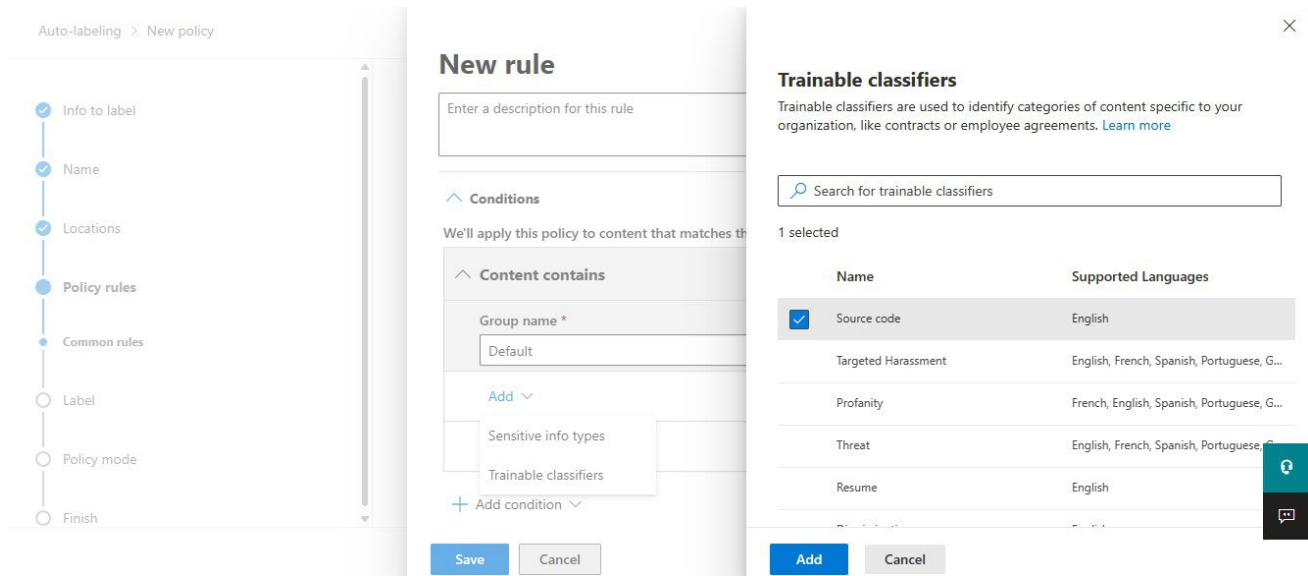 Auto-labeling > New policy
Info to label
Name
Locations
Policy rules
Common rules
Label
Policy mode
Finish
New rule
Enter a description for this rule
Conditions
We'll apply this policy to content that matches th
Content contains
Group name *
Default
Add
Sensitive info types
Trainable classifiers
Add condition
Save Cancel
Trainable classifiers
Trainable classifiers are used to identify categories of content specific to your
organization, like contracts or employee agreements. Learn more
Search for trainable classifiers
1 selected
Name Supported Languages
Source code English
Targeted Harassment English, French, Spanish, Portuguese, G...
Profanity French, English, Spanish, Portuguese, G...
Threat English, French, Spanish, Portuguese,
Resume English
Add Cancel